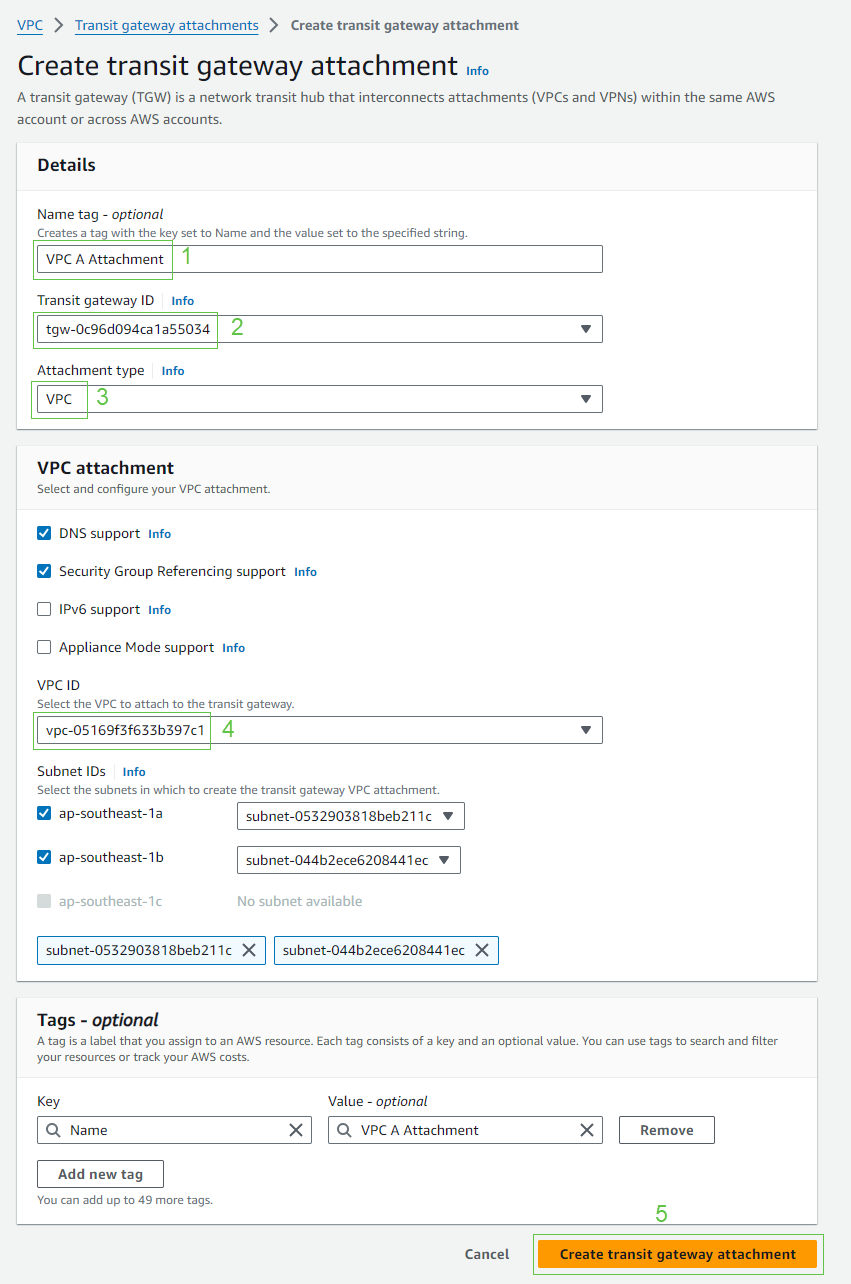 VPC > Transit gateway attachments > Create transit gateway attachment
Create transit gateway attachment Info
A transit gateway (TGW) is a network transit hub that interconnects attachments (VPCs and VPNs) within the same AWS
account or across AWS accounts.
Details
Name tag - optional
Creates a tag with the key set to Name and the value set to the specified string.
VPC A Attachment 1
Transit gateway ID Info
tgw-0c96d094ca1a55034 2
Attachment type Info
VPC 3
VPC attachment
Select and configure your VPC attachment.
DNS support Info
Security Group Referencing support Info
IPv6 support Info
Appliance Mode support Info
VPC ID
Select the VPC to attach to the transit gateway.
vpc-05169f3f633b397c1 4
Subnet IDs Info
Select the subnets in which to create the transit gateway VPC attachment.
ap-southeast-1a subnet-0532903818beb211c
ap-southeast-1b subnet-044b2ece6208441ec
ap-southeast-1c No subnet available
subnet-0532903818beb211c subnet-044b2ece6208441ec
Tags - optional
A tag is a label that you assign to an AWS resource. Each tag consists of a key and an optional value. You can use tags to search and filter
your resources or track your AWS costs.
Key Value - optional
Name VPC A Attachment Remove
Add new tag
You can add up to 49 more tags.
5
Cancel Create transit gateway attachment